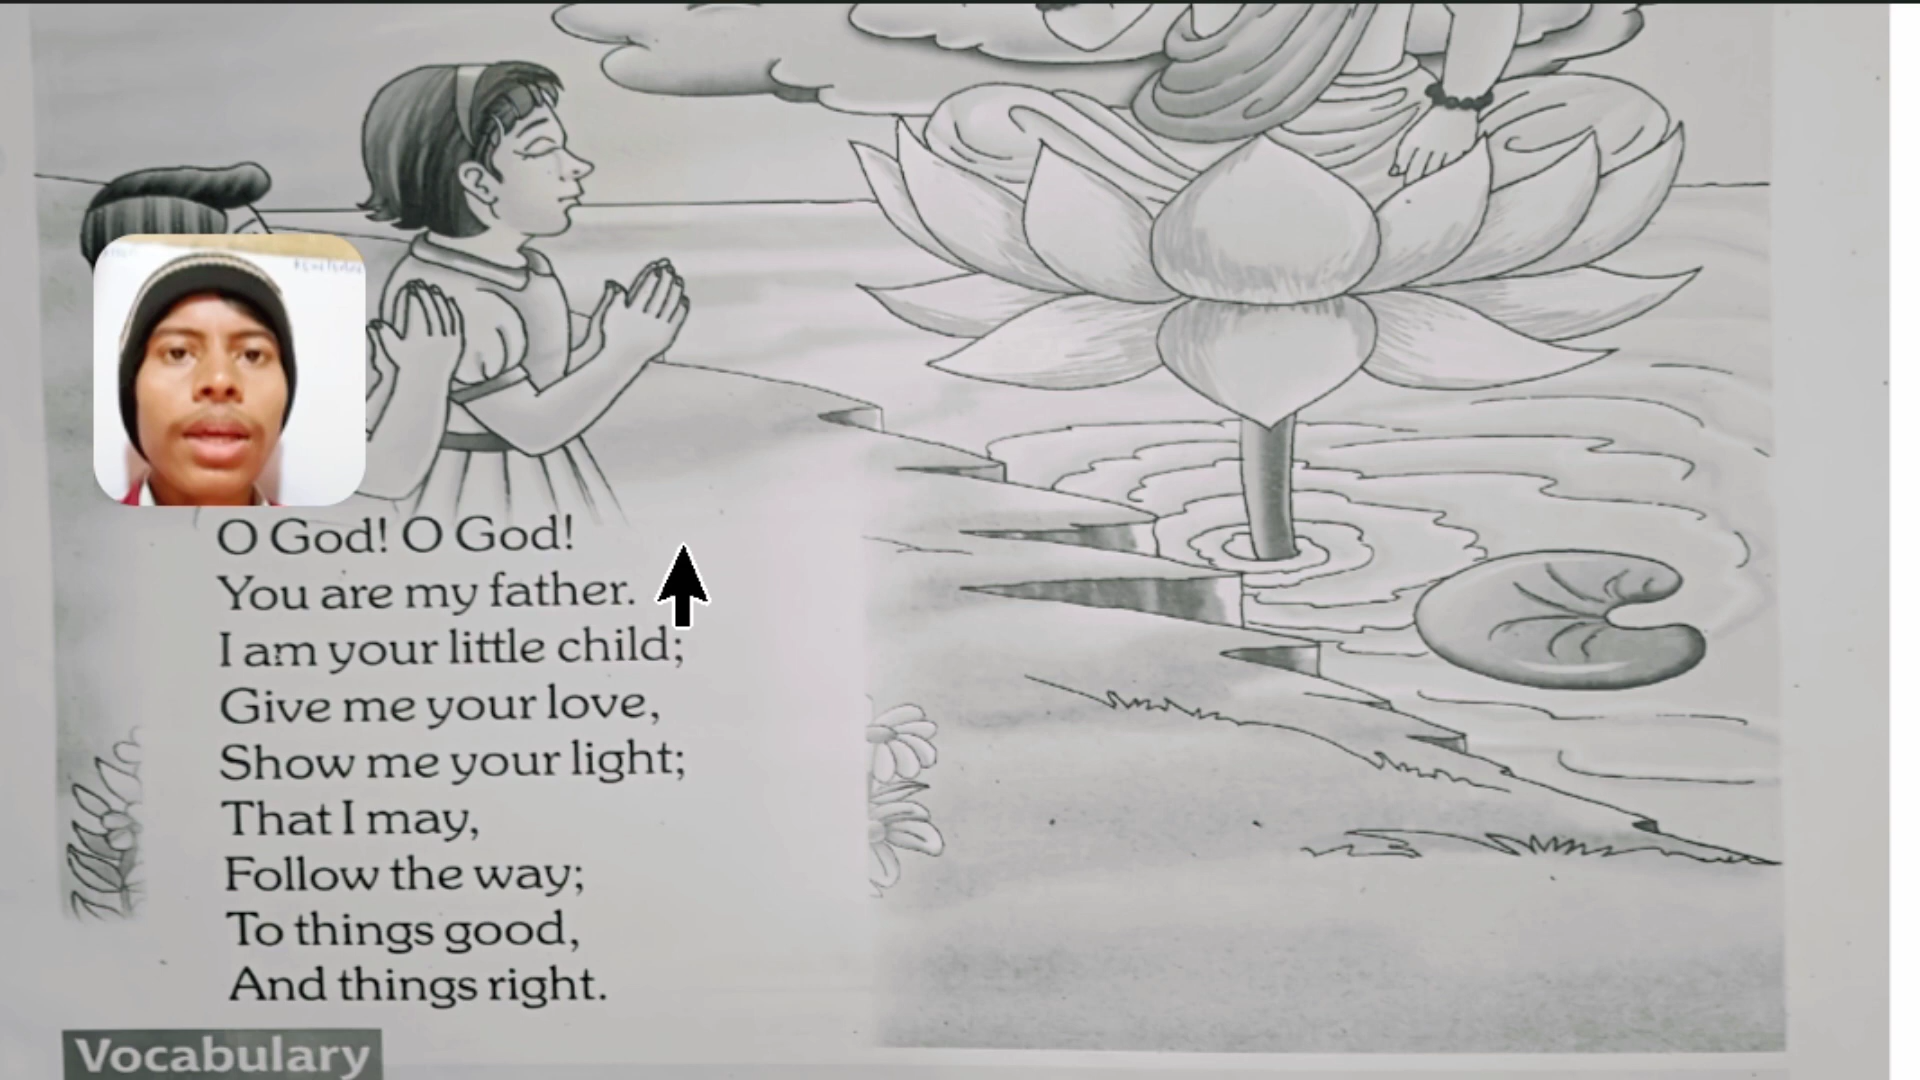 O God! O God!
You are my father.
I am your little child;
Give me your love,
Show me your light;
That I may,
Follow the way;
To things good,
And things right.
Vocabulary